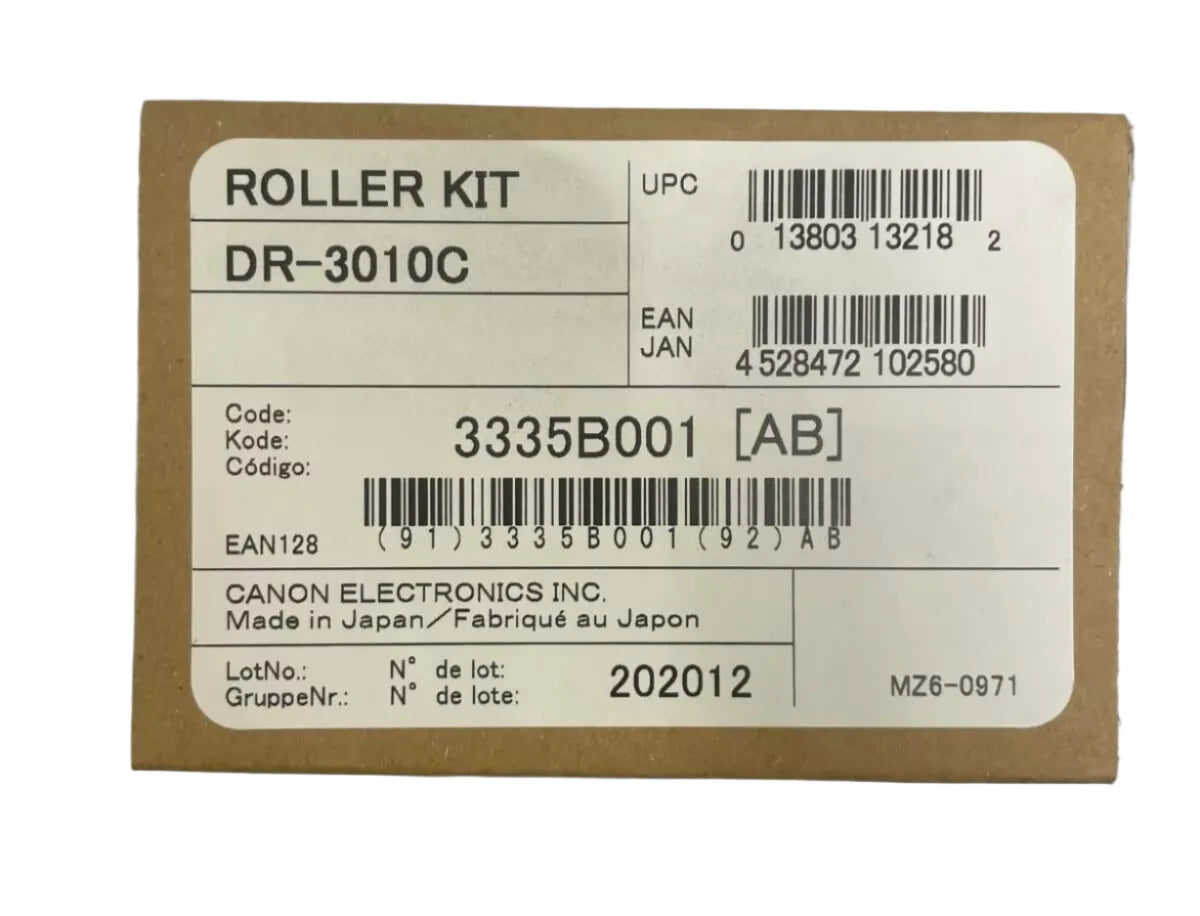 ROLLER KIT
DR-3010C
UPC
0 13803 13218 2
EAN
JAN
4 528472 102580
Code:
Kode:
Código:
3335B001 [AB]
EAN128
(91)3335B001(92)AB
CANON ELECTRONICS INC.
Made in Japan/Fabriqué au Japon
LotNo.: N° de lot:
GruppeNr.: N° de lote:
202012
MZ6-0971